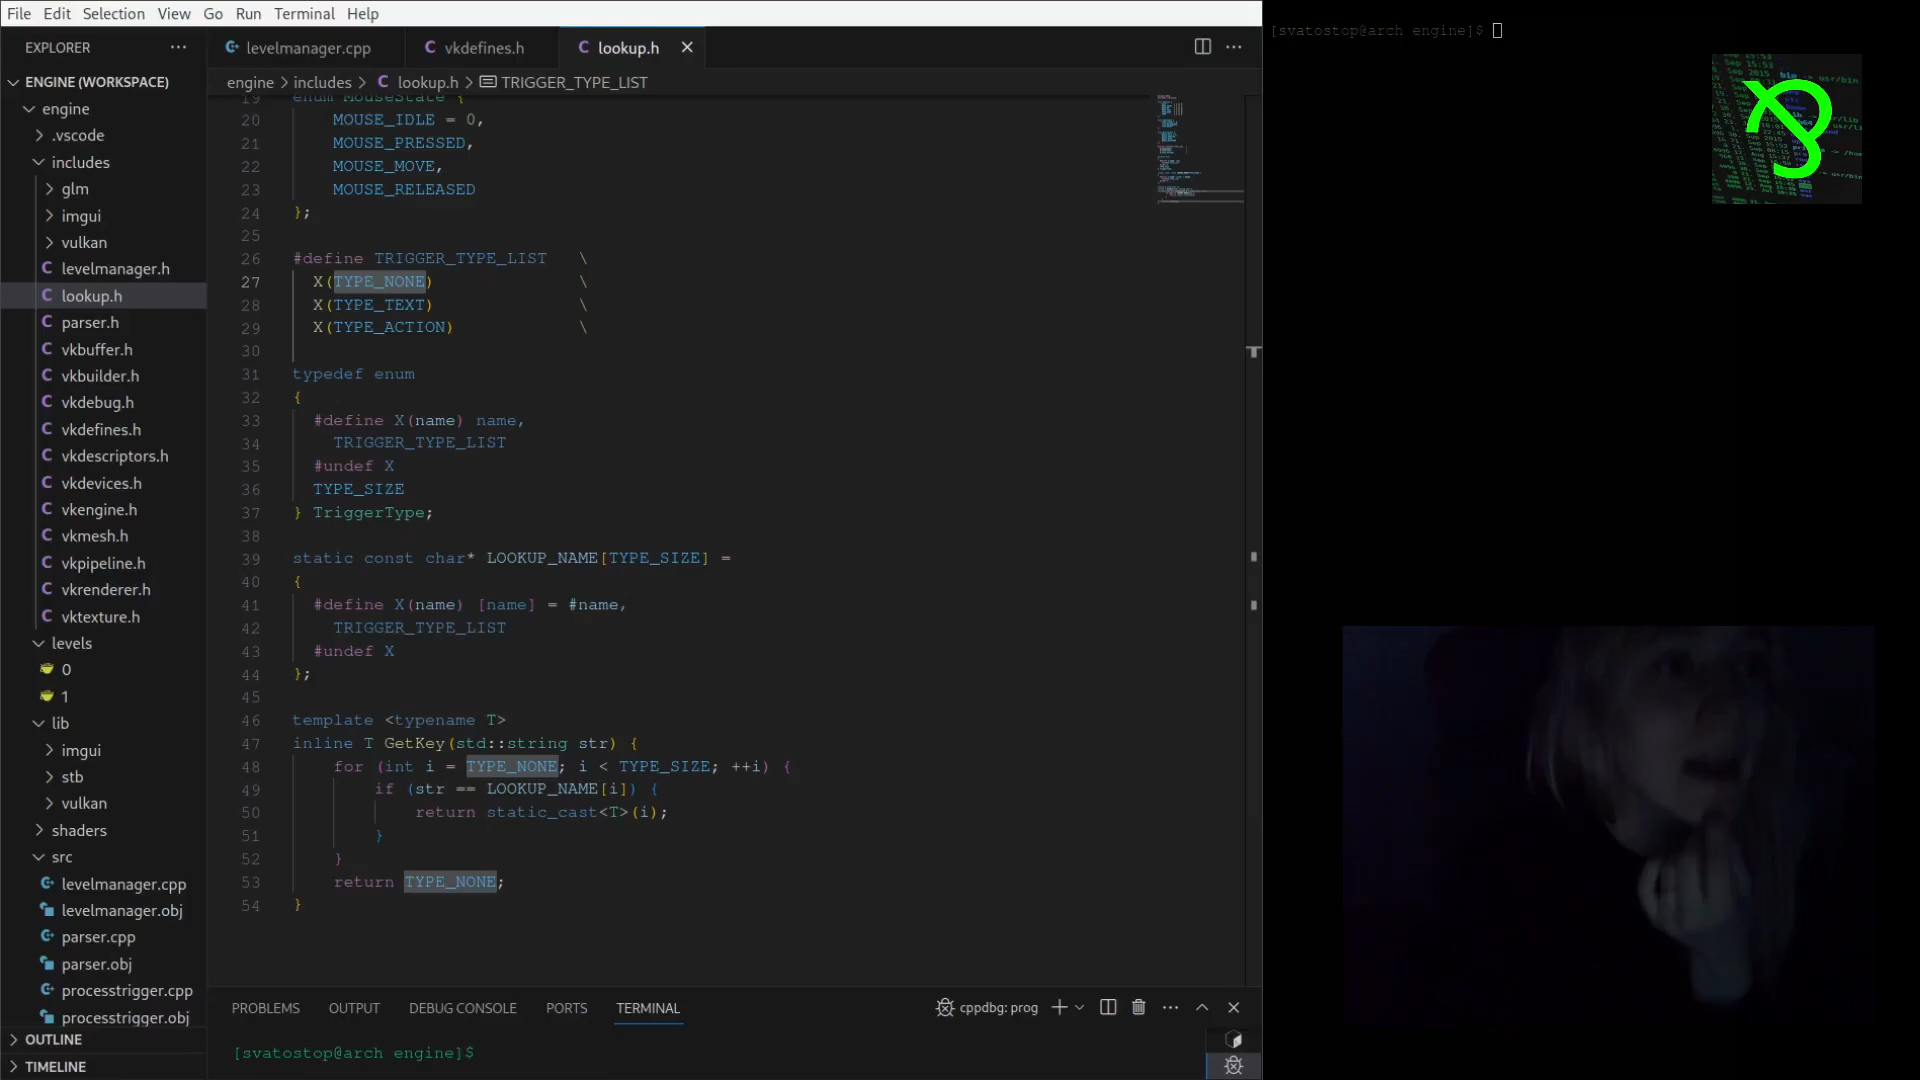 File Edit Selection View Go Run Terminal Help
[svatostop@arch engine]$
EXPLORER
levelmanager.cpp
vkdefines.h
lookup.h
ENGINE (WORKSPACE)
engine > includes > C lookup.h > TRIGGER_TYPE_LIST
engine
.vscode
includes
glm
imgui
vulkan
levelmanager.h
lookup.h
parser.h
vkbuffer.h
vkbuilder.h
vkdebug.h
vkdefines.h
vkdescriptors.h
vkdevices.h
vkengine.h
vkmesh.h
vkpipeline.h
vkrenderer.h
vktexture.h
levels
0
1
lib
imgui
stb
vulkan
shaders
src
levelmanager.cpp
levelmanager.obj
parser.cpp
parser.obj
processtrigger.cpp
processtrigger.obj
OUTLINE
TIMELINE
19 enum MouseState {
20 MOUSE_IDLE = 0,
21 MOUSE_PRESSED,
22 MOUSE_MOVE,
23 MOUSE_RELEASED
24 };
25
26 #define TRIGGER_TYPE_LIST \
27 X(TYPE_NONE) \
28 X(TYPE_TEXT) \
29 X(TYPE_ACTION) \
30
31 typedef enum
32 {
33 #define X(name) name,
34 TRIGGER_TYPE_LIST
35 #undef X
36 TYPE_SIZE
37 } TriggerType;
38
39 static const char* LOOKUP_NAME[TYPE_SIZE] =
40 {
41 #define X(name) [name] = #name,
42 TRIGGER_TYPE_LIST
43 #undef X
44 };
45
46 template <typename T>
47 inline T GetKey(std::string str) {
48 for (int i = TYPE_NONE; i < TYPE_SIZE; ++i) {
49 if (str == LOOKUP_NAME[i]) {
50 return static_cast<T>(i);
51 }
52 }
53 return TYPE_NONE;
54 }
PROBLEMS OUTPUT DEBUG CONSOLE PORTS TERMINAL
cppdbg: prog
[svatostop@arch engine]$